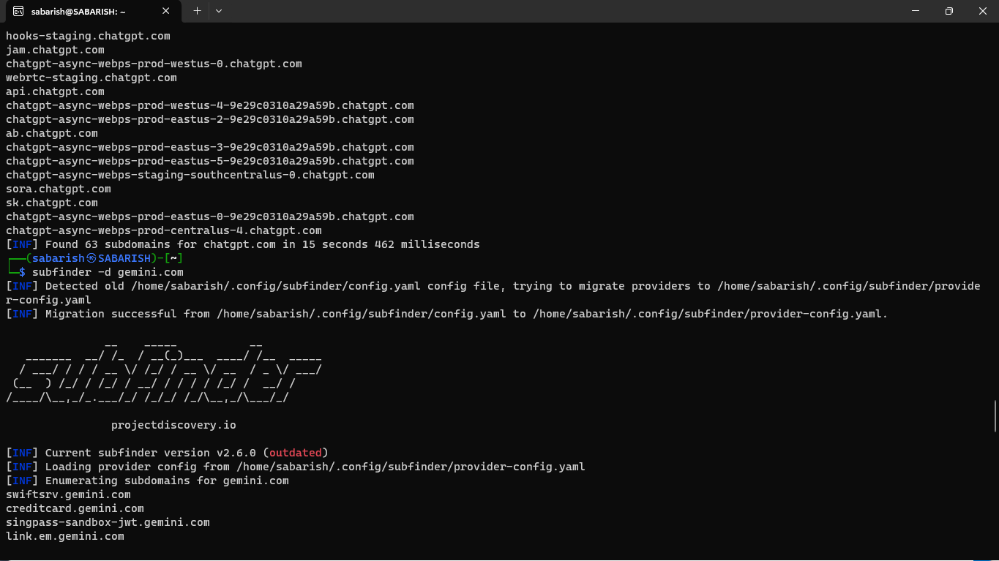 sabarish@SABARISH: ~
hooks-staging.chatgpt.com
jam.chatgpt.com
chatgpt-async-webps-prod-westus-0.chatgpt.com
webrtc-staging.chatgpt.com
api.chatgpt.com
chatgpt-async-webps-prod-westus-4-9e29c0310a29a59b.chatgpt.com
chatgpt-async-webps-prod-eastus-2-9e29c0310a29a59b.chatgpt.com
ab.chatgpt.com
chatgpt-async-webps-prod-eastus-3-9e29c0310a29a59b.chatgpt.com
chatgpt-async-webps-prod-eastus-5-9e29c0310a29a59b.chatgpt.com
chatgpt-async-webps-staging-southcentralus-0.chatgpt.com
sora.chatgpt.com
sk.chatgpt.com
chatgpt-async-webps-prod-eastus-0-9e29c0310a29a59b.chatgpt.com
chatgpt-async-webps-prod-centralus-4.chatgpt.com
[INF] Found 63 subdomains for chatgpt.com in 15 seconds 462 milliseconds
┌──(sabarish㉿SABARISH)-[~]
└─$ subfinder -d gemini.com
[INF] Detected old /home/sabarish/.config/subfinder/config.yaml config file, trying to migrate providers to /home/sabarish/.config/subfinder/provide
r-config.yaml
[INF] Migration successful from /home/sabarish/.config/subfinder/config.yaml to /home/sabarish/.config/subfinder/provider-config.yaml.
subfinder
projectdiscovery.io
[INF] Current subfinder version v2.6.0 (outdated)
[INF] Loading provider config from /home/sabarish/.config/subfinder/provider-config.yaml
[INF] Enumerating subdomains for gemini.com
swiftsrv.gemini.com
creditcard.gemini.com
singpass-sandbox-jwt.gemini.com
link.em.gemini.com